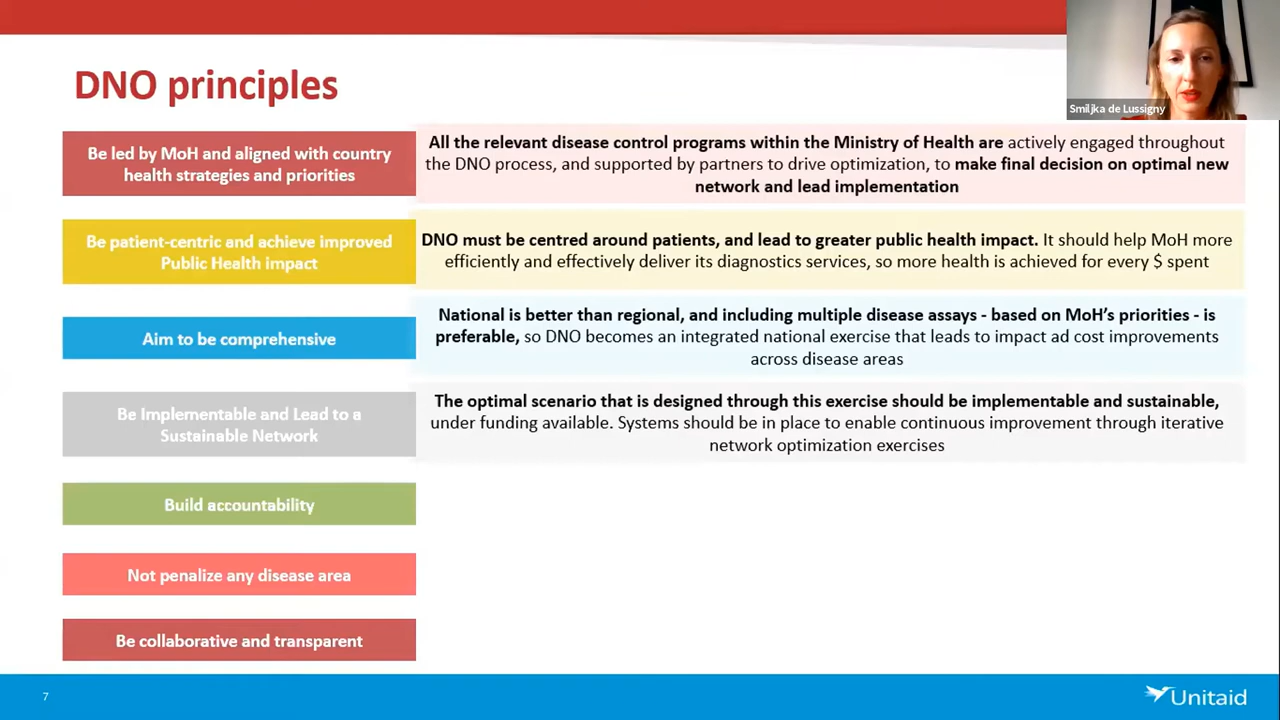 DNO principles
Smiljka de Lussigny
Be led by MoH and aligned with country
health strategies and priorities
All the relevant disease control programs within the Ministry of Health are actively engaged throughout
the DNO process, and supported by partners to drive optimization, to make final decision on optimal new
network and lead implementation
Be patient-centric and achieve improved
Public Health impact
DNO must be centred around patients, and lead to greater public health impact. It should help MoH more
efficiently and effectively deliver its diagnostics services, so more health is achieved for every $ spent
Aim to be comprehensive
National is better than regional, and including multiple disease assays - based on MoH’s priorities - is
preferable, so DNO becomes an integrated national exercise that leads to impact ad cost improvements
across disease areas
Be Implementable and Lead to a
Sustainable Network
The optimal scenario that is designed through this exercise should be implementable and sustainable,
under funding available. Systems should be in place to enable continuous improvement through iterative
network optimization exercises
Build accountability
Not penalize any disease area
Be collaborative and transparent
7
Unitaid